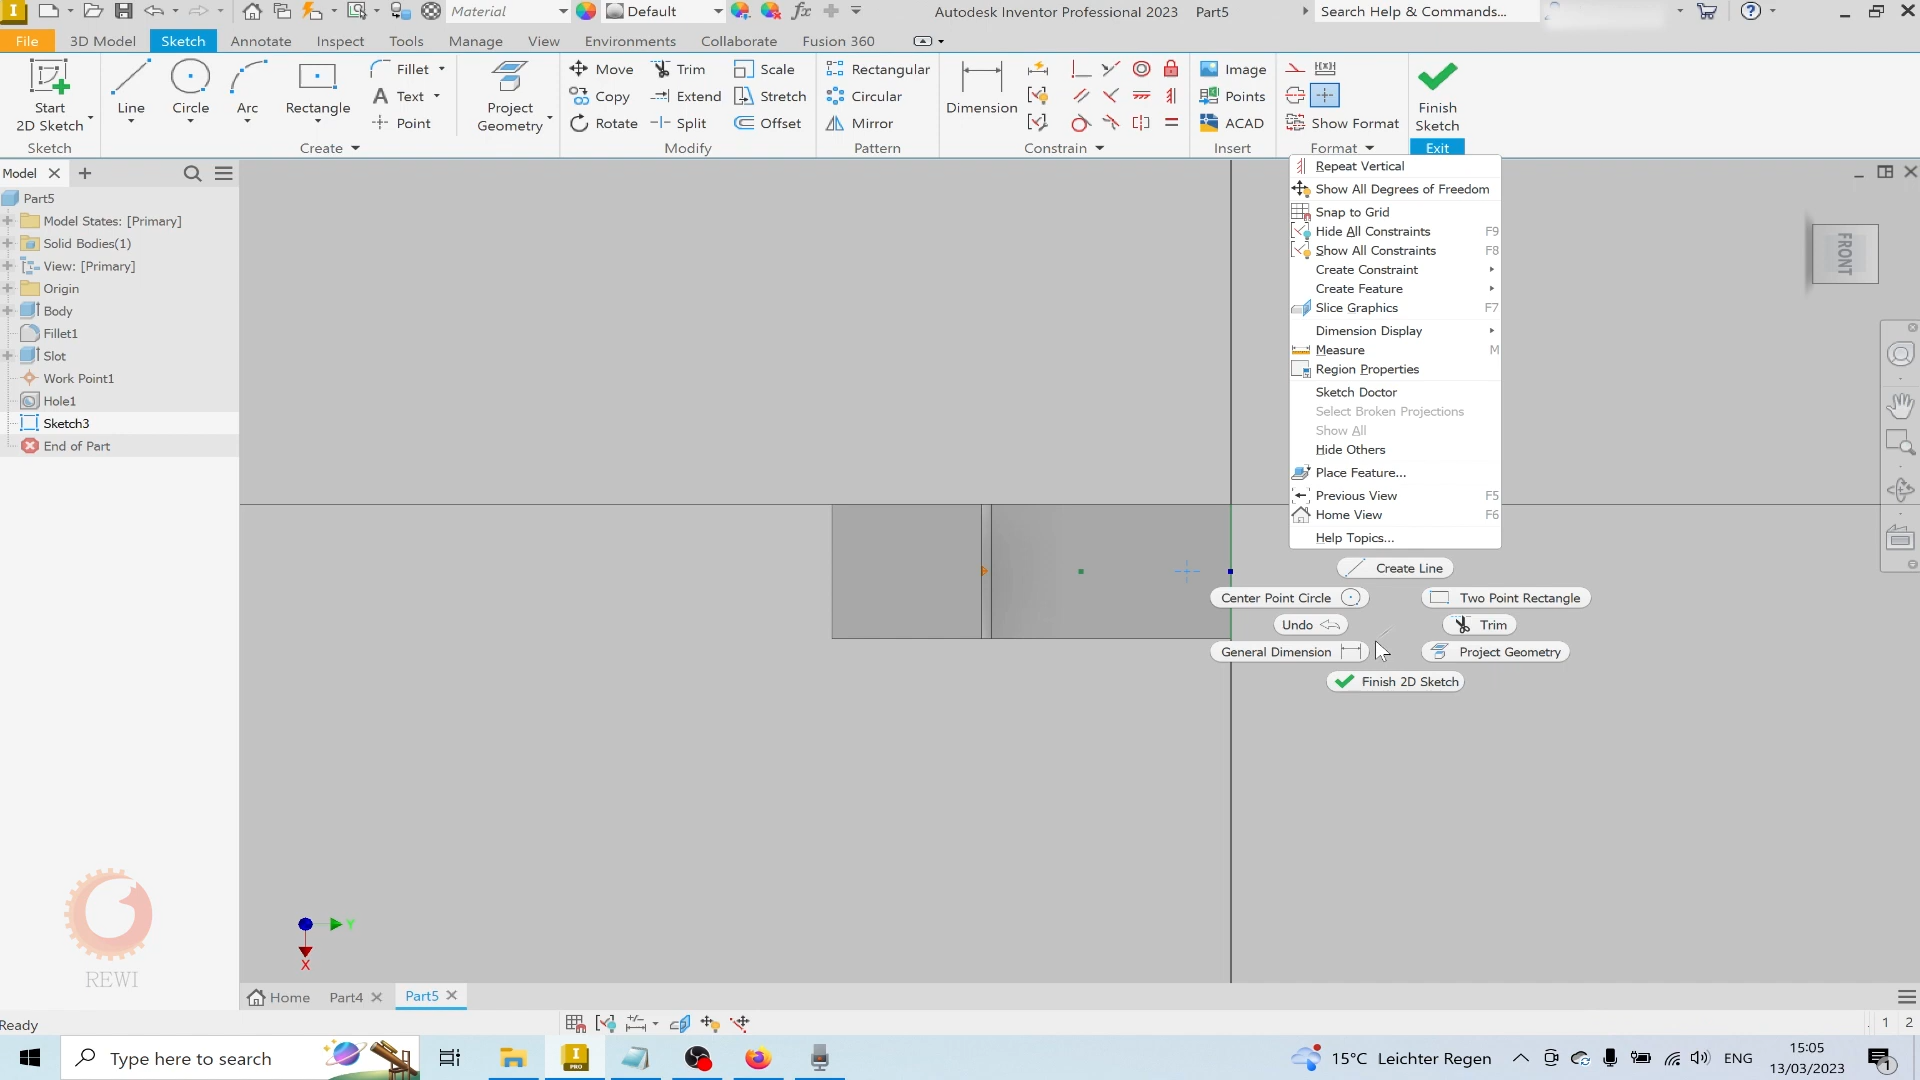 Material
Default
Autodesk Inventor Professional 2023 Part5
Search Help & Commands...
File 3D Model Sketch Annotate Inspect Tools Manage View Environments Collaborate Fusion 360
Start
2D Sketch
Line
Circle
Arc
Rectangle
Fillet
Text
Point
Project
Geometry
Move
Copy
Rotate
Trim
Extend
Split
Scale
Stretch
Offset
Rectangular
Circular
Mirror
Dimension
Image
Points
ACAD
Show Format
Finish
Sketch
Sketch Create Modify Pattern Constrain Insert Format Exit
Model
Part5
Model States: [Primary]
Solid Bodies(1)
View: [Primary]
Origin
Body
Fillet1
Slot
Work Point1
Hole1
Sketch3
End of Part
Repeat Vertical
Show All Degrees of Freedom
Snap to Grid
Hide All Constraints F9
Show All Constraints F8
Create Constraint
Create Feature
Slice Graphics F7
Dimension Display
Measure M
Region Properties
Sketch Doctor
Select Broken Projections
Show All
Hide Others
Place Feature...
Previous View F5
Home View F6
Help Topics...
Create Line
Center Point Circle
Two Point Rectangle
Undo
Trim
General Dimension
Project Geometry
Finish 2D Sketch
FRONT
Y
X
REWI
Home Part4 Part5
Ready
1 2
Type here to search
PRO
15°C Leichter Regen
ENG
15:05
13/03/2023
1